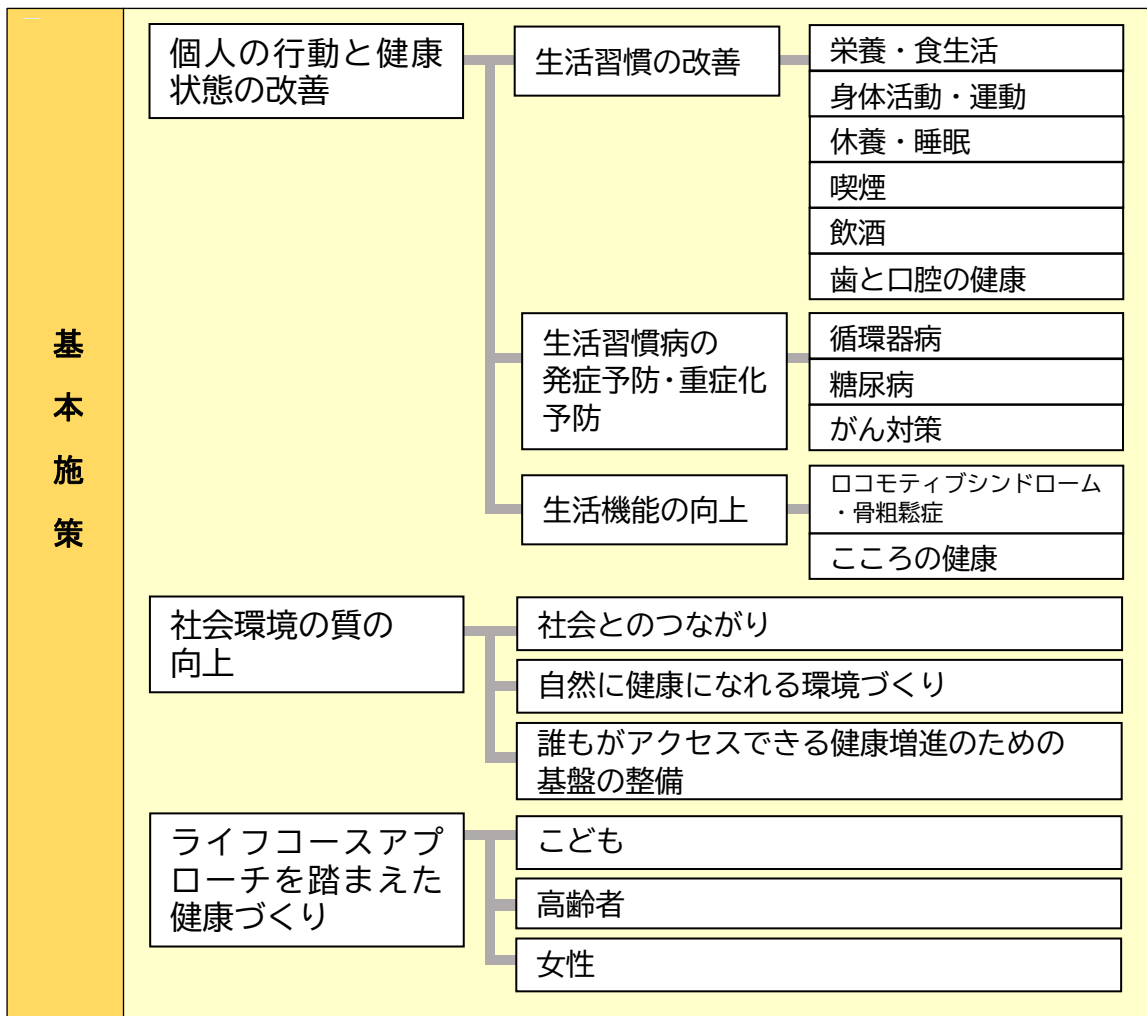 基本施策
個人の行動と健康
状態の改善
生活習慣の改善
栄養・食生活
身体活動・運動
休養・睡眠
喫煙
飲酒
歯と口腔の健康
生活習慣病の
発症予防・重症化
予防
循環器病
糖尿病
がん対策
生活機能の向上
ロコモティブシンドローム
・骨粗鬆症
こころの健康
社会環境の質の
向上
社会とのつながり
自然に健康になれる環境づくり
誰もがアクセスできる健康増進のための
基盤の整備
ライフコースアプ
ローチを踏まえた
健康づくり
こども
高齢者
女性